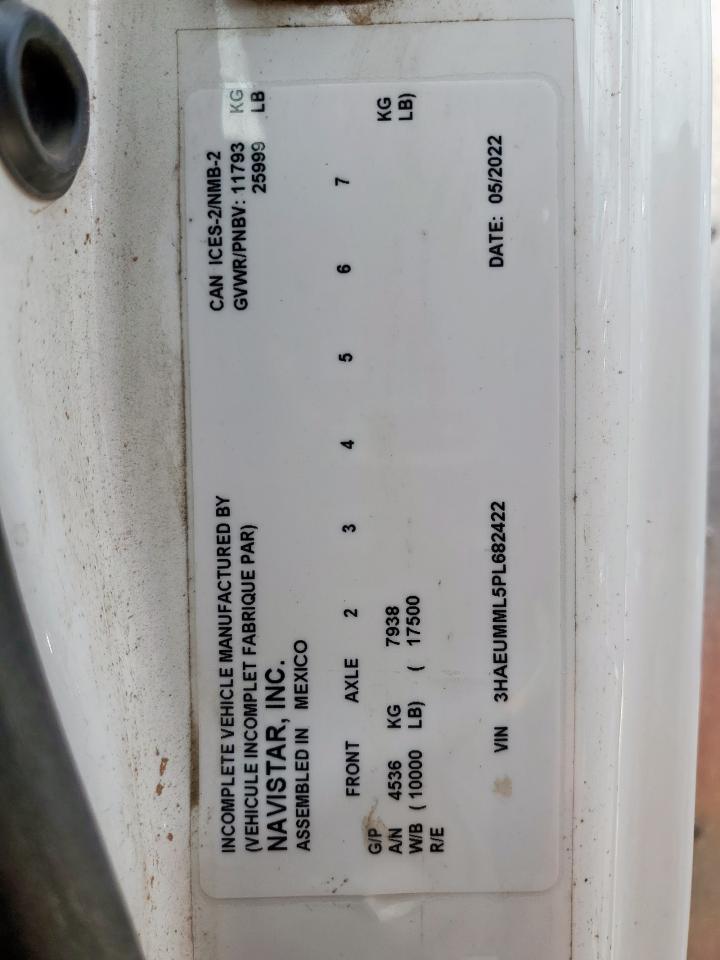 INCOMPLETE VEHICLE MANUFACTURED BY
(VEHICULE INCOMPLET FABRIQUE PAR)
NAVISTAR, INC.
ASSEMBLED IN MEXICO
CAN ICES-2/NMB-2
GVWR/PNBV: 11793 KG
25999 LB
FRONT AXLE 2 3 4 5 6 7
G/P
A/N 4536 KG 7938 KG
W/B ( 10000 LB) ( 17500 LB)
R/E
VIN 3HAEUMML5PL682422 DATE: 05/2022